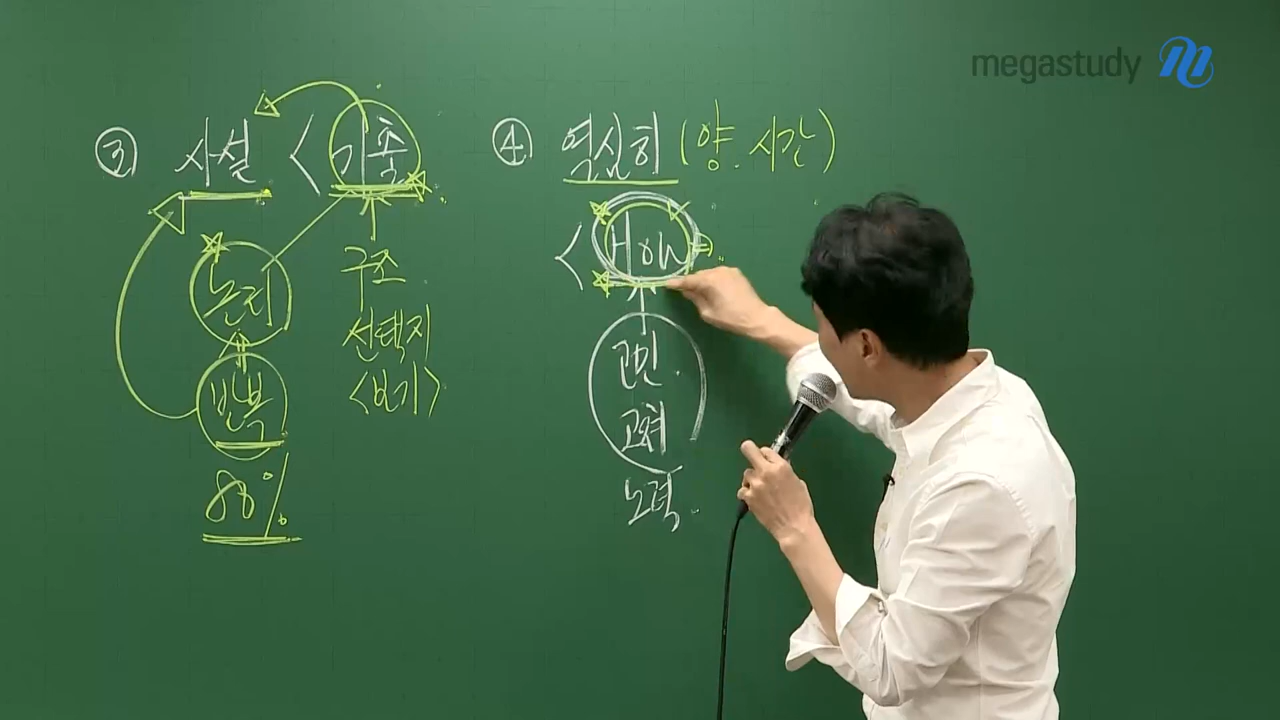 megastudy
③ 사설 < 기출
논리
반복
80%
구조
선택지
<보기>
④ 열심히 (양.시간)
< How
고민.
고쳐
노력.